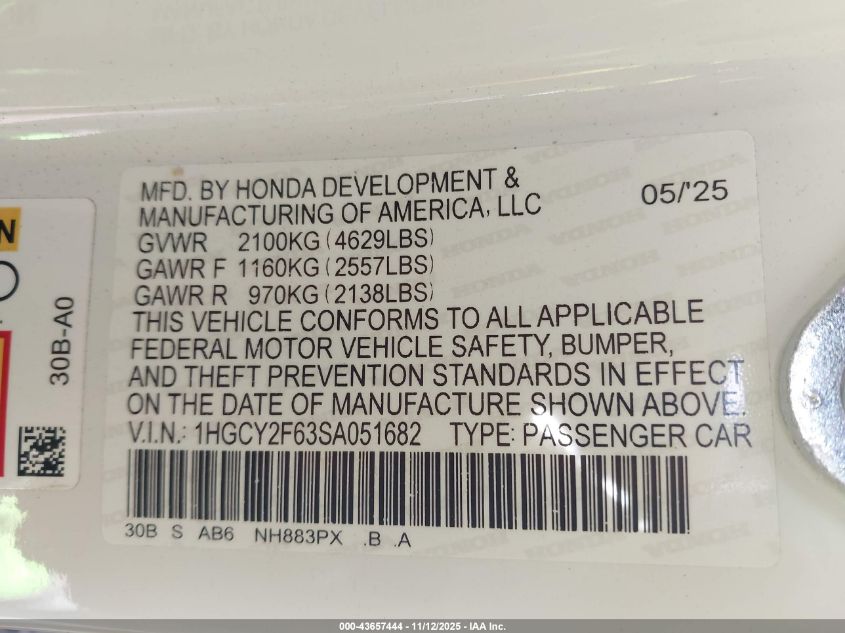 MFD. BY HONDA DEVELOPMENT &
MANUFACTURING OF AMERICA, LLC
05/'25
GVWR 2100KG (4629LBS)
GAWR F 1160KG (2557LBS)
GAWR R 970KG (2138LBS)
THIS VEHICLE CONFORMS TO ALL APPLICABLE
FEDERAL MOTOR VEHICLE SAFETY, BUMPER,
AND THEFT PREVENTION STANDARDS IN EFFECT
ON THE DATE OF MANUFACTURE SHOWN ABOVE.
V.I.N.: 1HGCY2F63SA051682 TYPE: PASSENGER CAR
30B S AB6 NH883PX .B .A
30B-A0
N
000-43657444 - 11/12/2025 - IAA Inc.